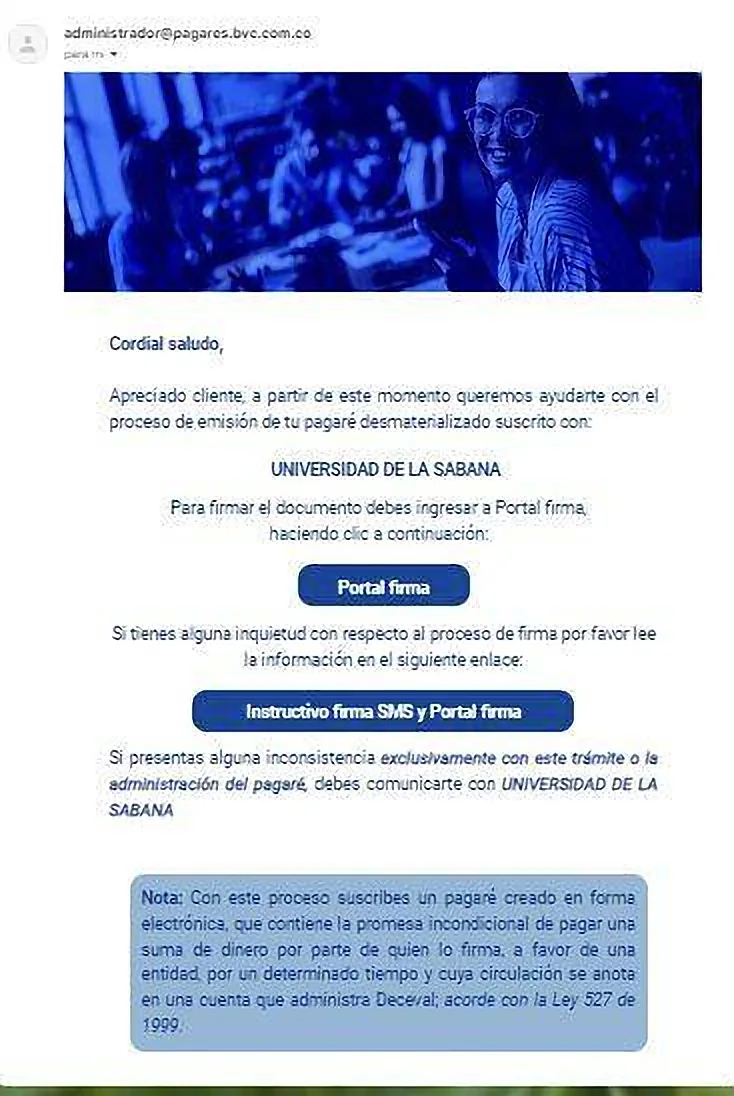 administrador@pagares.bvc.com.co
para mi
Cordial saludo,
Apreciado cliente, a partir de este momento queremos ayudarte con el
proceso de emisión de tu pagaré desmaterializado suscrito con:
UNIVERSIDAD DE LA SABANA
Para firmar el documento debes ingresar a Portal firma,
haciendo clic a continuación:
Portal firma
Si tienes alguna inquietud con respecto al proceso de firma por favor lee
la información en el siguiente enlace:
Instructivo firma SMS y Portal firma
Si presentas alguna inconsistencia exclusivamente con este trámite o la
administración del pagaré, debes comunicarte con UNIVERSIDAD DE LA
SABANA
Nota: Con este proceso suscribes un pagaré creado en forma
electrónica, que contiene la promesa incondicional de pagar una
suma de dinero por parte de quien lo firma, a favor de una
entidad, por un determinado tiempo y cuya circulación se anota
en una cuenta que administra Deceval; acorde con la Ley 527 de
1999.